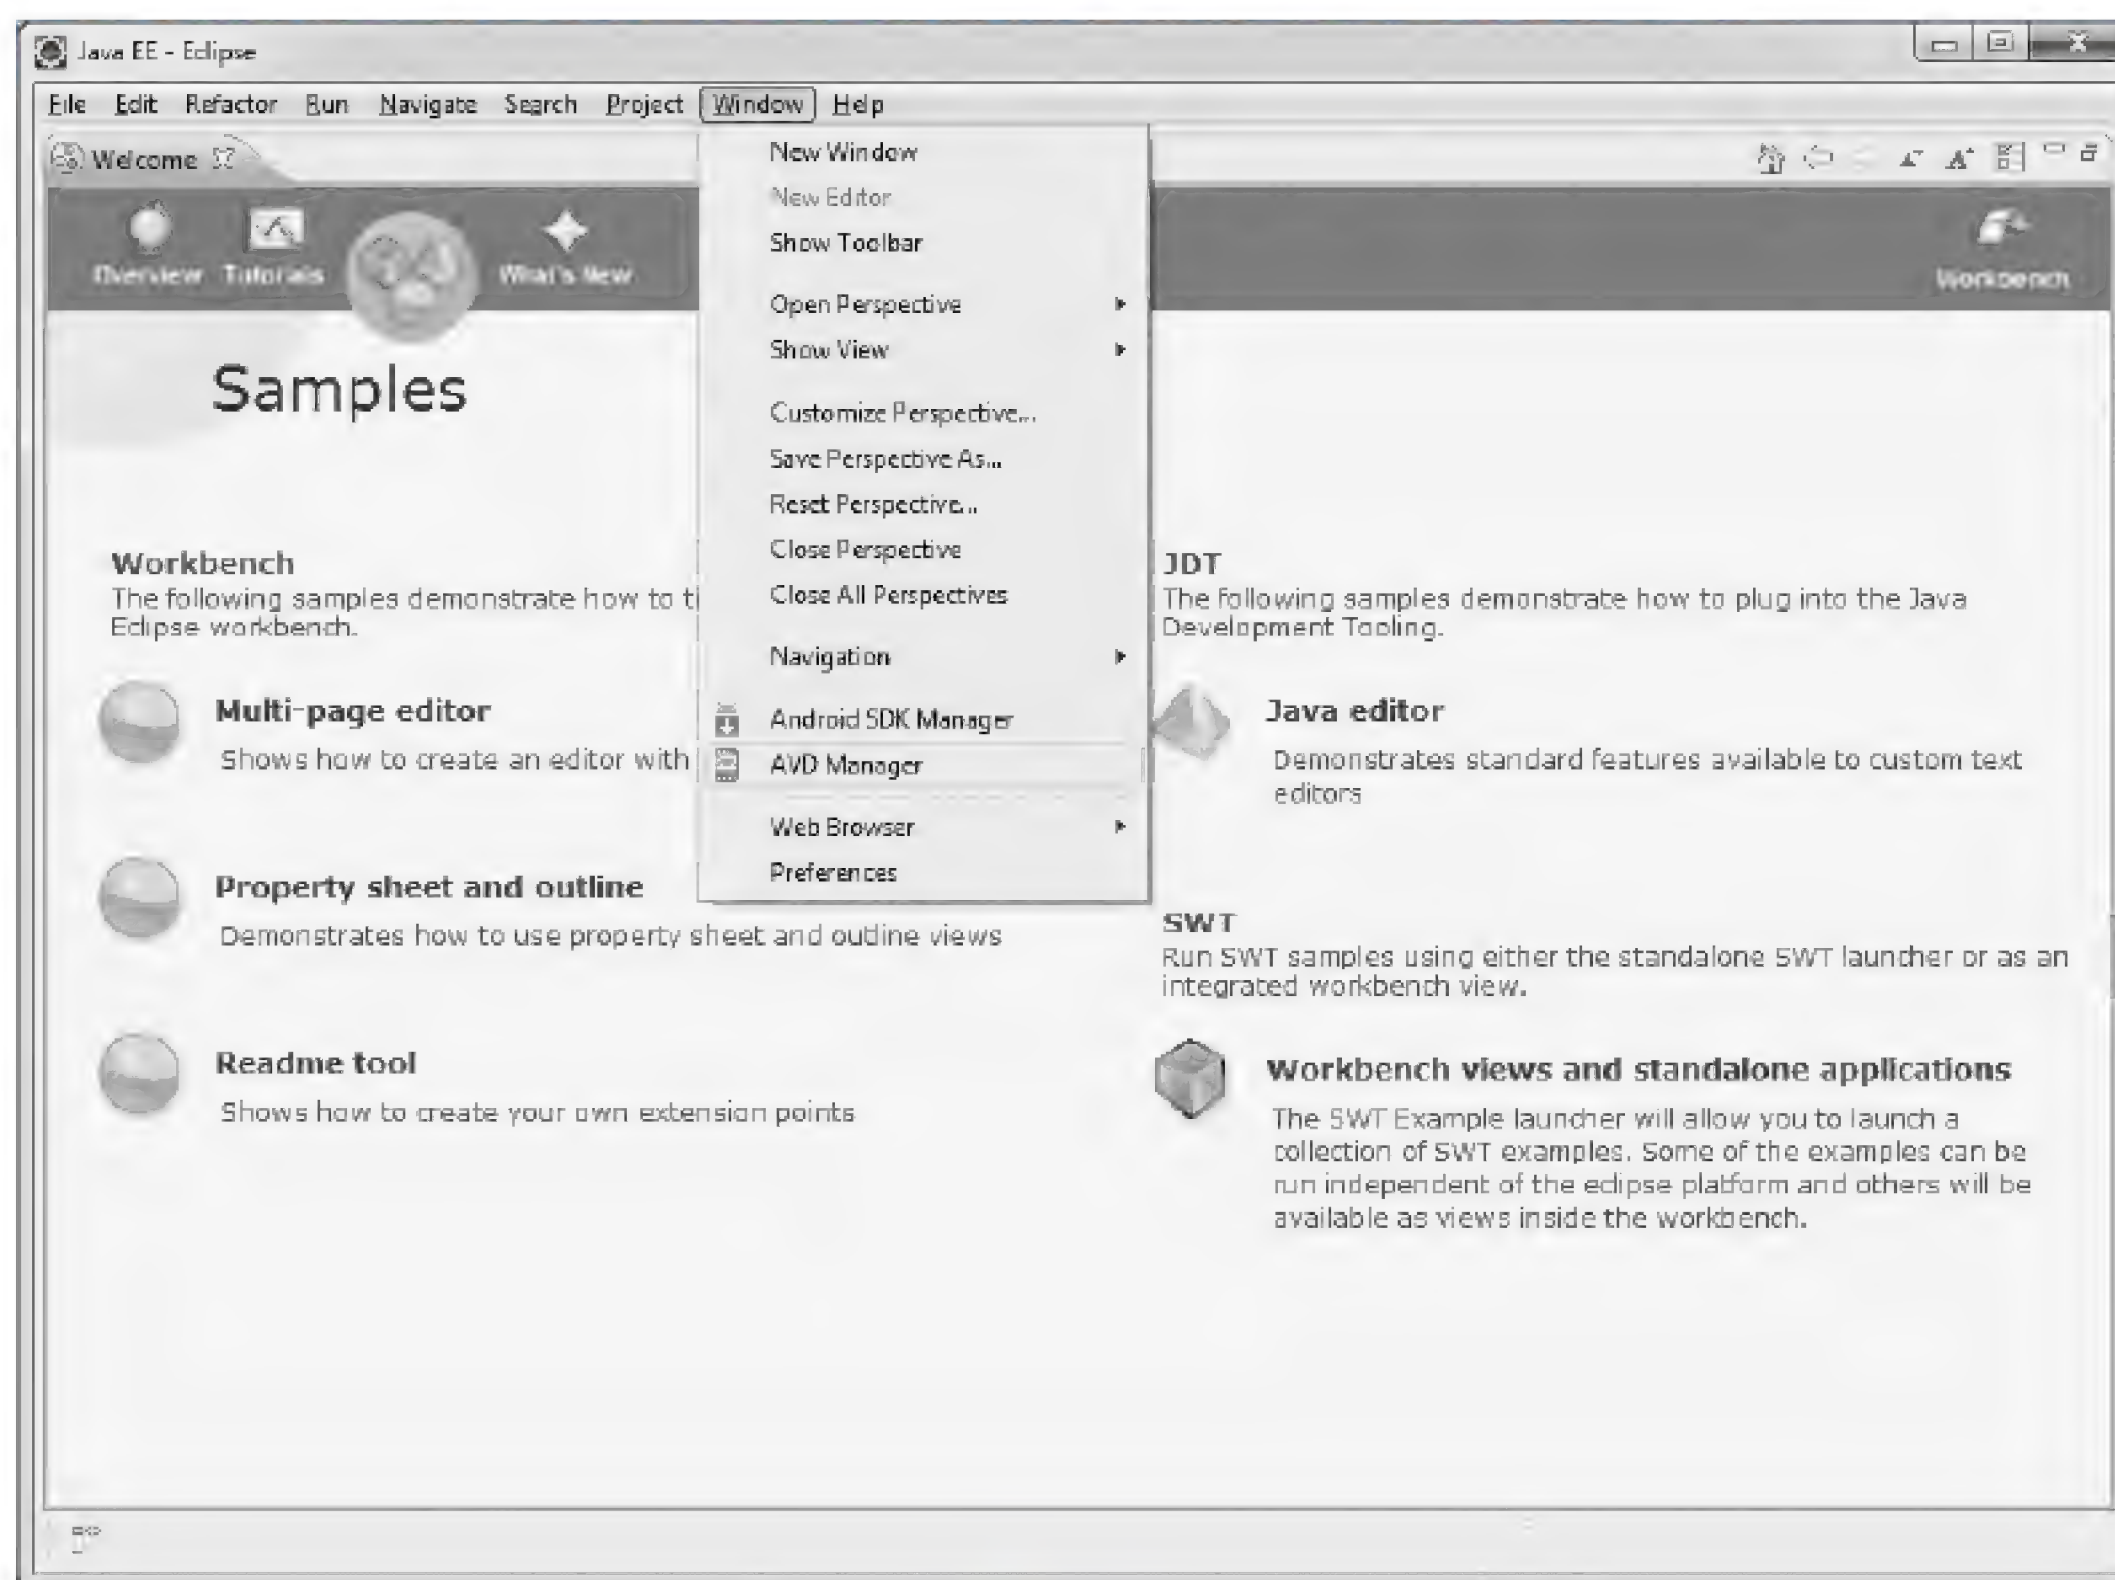 Java EE - Eclipse
File Edit Refactor Run Navigate Search Project Window Help
Welcome
Overview Tutorials What's New
Workbench
Samples
New Window
New Editor
Show Toolbar
Open Perspective
Show View
Customize Perspective...
Save Perspective As...
Reset Perspective...
Close Perspective
Close All Perspectives
Navigation
Android SDK Manager
AVD Manager
Web Browser
Preferences
Workbench
The following samples demonstrate how to
Eclipse workbench.
Multi-page editor
Shows how to create an editor with
Property sheet and outline
Demonstrates how to use property sheet and outline views
Readme tool
Shows how to create your own extension points
JDT
The following samples demonstrate how to plug into the Java
Development Tooling.
Java editor
Demonstrates standard features available to custom text
editors
SWT
Run SWT samples using either the standalone SWT launcher or as an
integrated workbench view.
Workbench views and standalone applications
The SWT Example launcher will allow you to launch a
collection of SWT examples. Some of the examples can be
run independent of the eclipse platform and others will be
available as views inside the workbench.